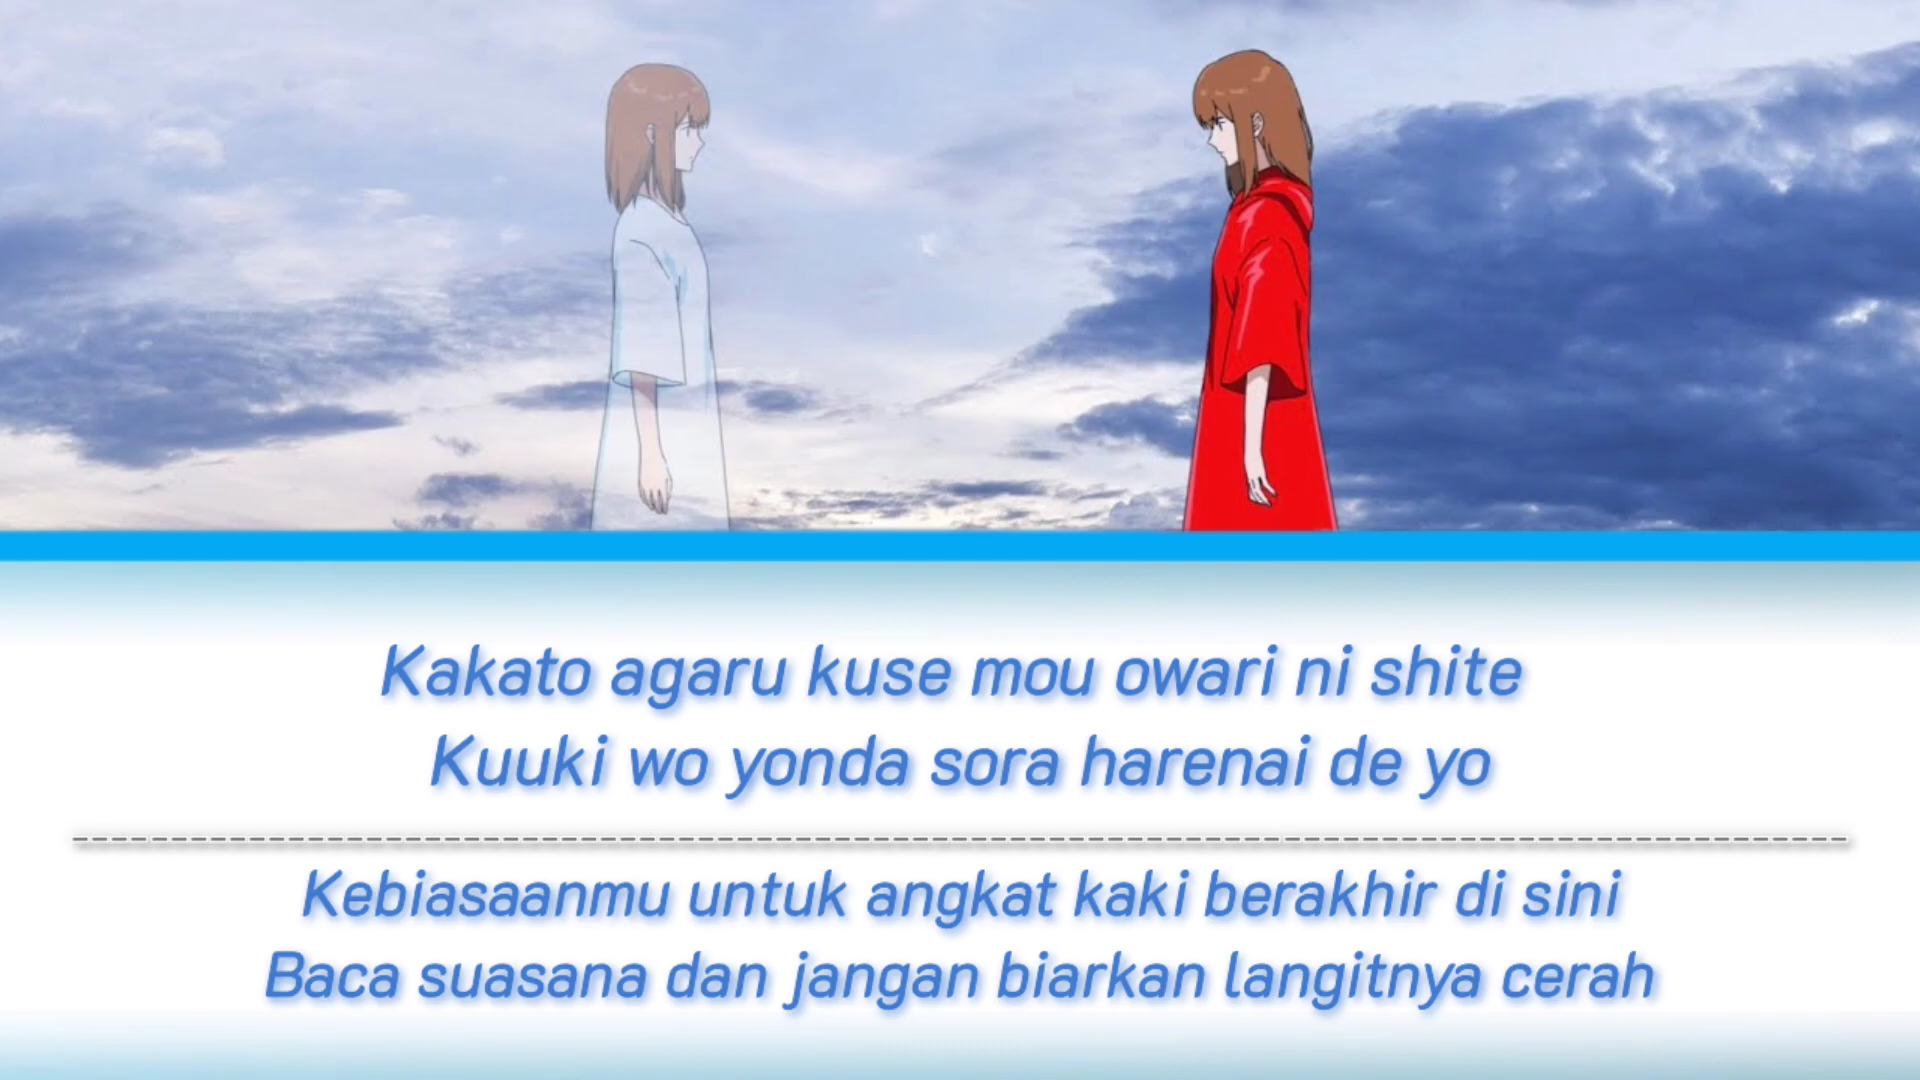 Kakato agaru kuse mou owari ni shite
Kuuki wo yonda sora harenai de yo
Kebiasaanmu untuk angkat kaki berakhir di sini
Baca suasana dan jangan biarkan langitnya cerah